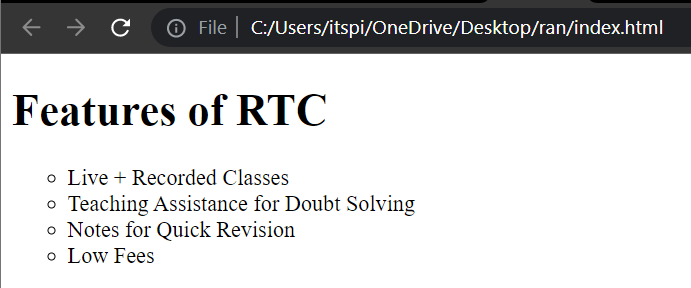 File | C:/Users/itspi/OneDrive/Desktop/ran/index.html
Features of RTC
Live + Recorded Classes
Teaching Assistance for Doubt Solving
Notes for Quick Revision
Low Fees